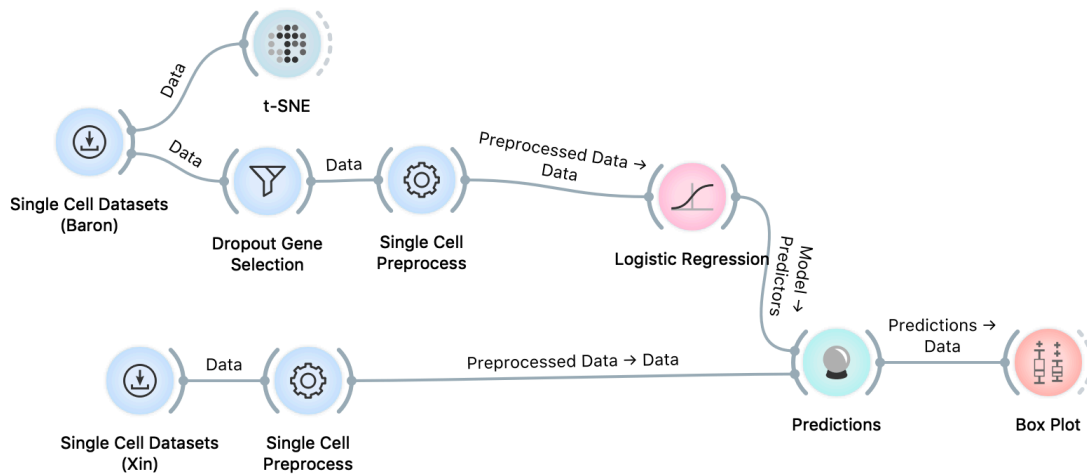 Data
t-SNE
Data
Single Cell Datasets
(Baron)
Dropout Gene
Selection
Data
Single Cell
Preprocess
Preprocessed Data →
Data
Logistic Regression
Model →
Predictors
Single Cell Datasets
(Xin)
Data
Single Cell
Preprocess
Preprocessed Data → Data
Predictions
Predictions →
Data
Box Plot